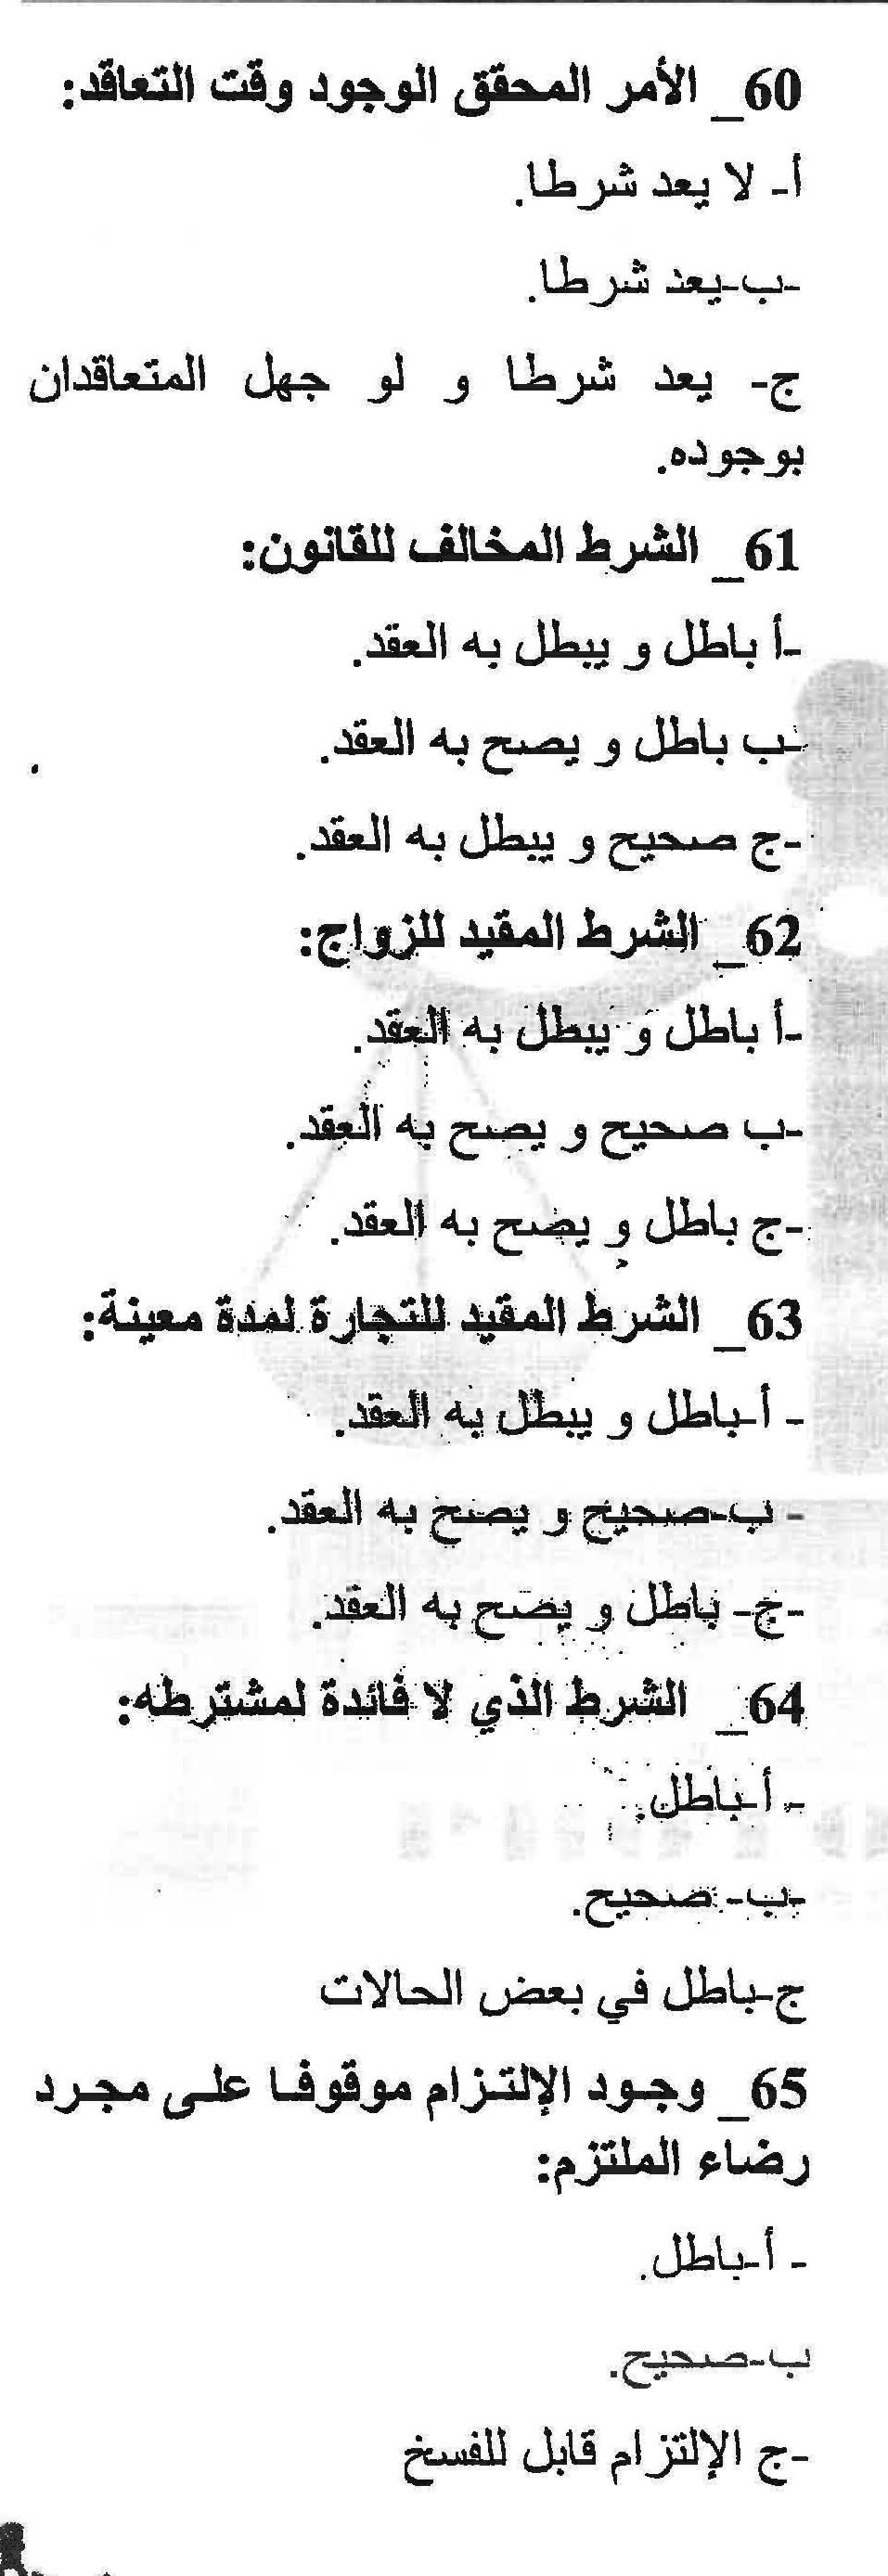 60_ الأمر المحقق الوجود وقت التعاقد:
أ- لا يعد شرطا.
-ب-يعد شرطا.
ج- يعد شرطا و لو جهل المتعاقدان
بوجوده.
61_ الشرط المخالف للقانون:
-أ باطل و يبطل به العقد.
-ب باطل و يصح به العقد.
-ج صحيح و يبطل به العقد.
62_ الشرط المقيد للزواج:
-أ باطل و يبطل به العقد.
-ب صحيح و يصح به العقد.
-ج باطل و يصح به العقد.
63_ الشرط المقيد للتجارة لمدة معينة:
- أ-باطل و يبطل به العقد.
- ب-صحيح و يصح به العقد.
-ج- باطل و يصح به العقد.
64_ الشرط الذي لا فائدة لمشترطه:
- أ-باطل.
-ب- صحيح.
ج-باطل في بعض الحالات
65_ وجود الإلتزام موقوفا على مجرد
رضاء الملتزم:
- أ-باطل.
ب-صحيح.
-ج الإلتزام قابل للفسخ